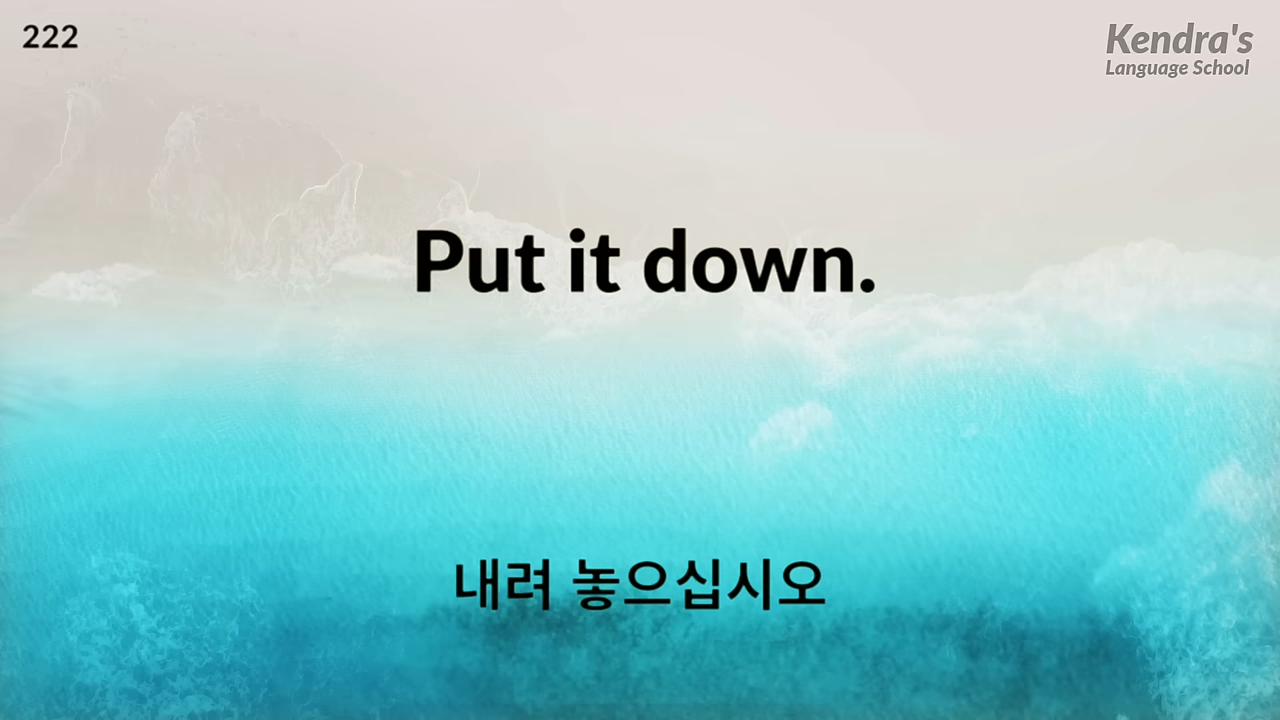 222
Kendra's
Language School
Put it down.
내려 놓으십시오